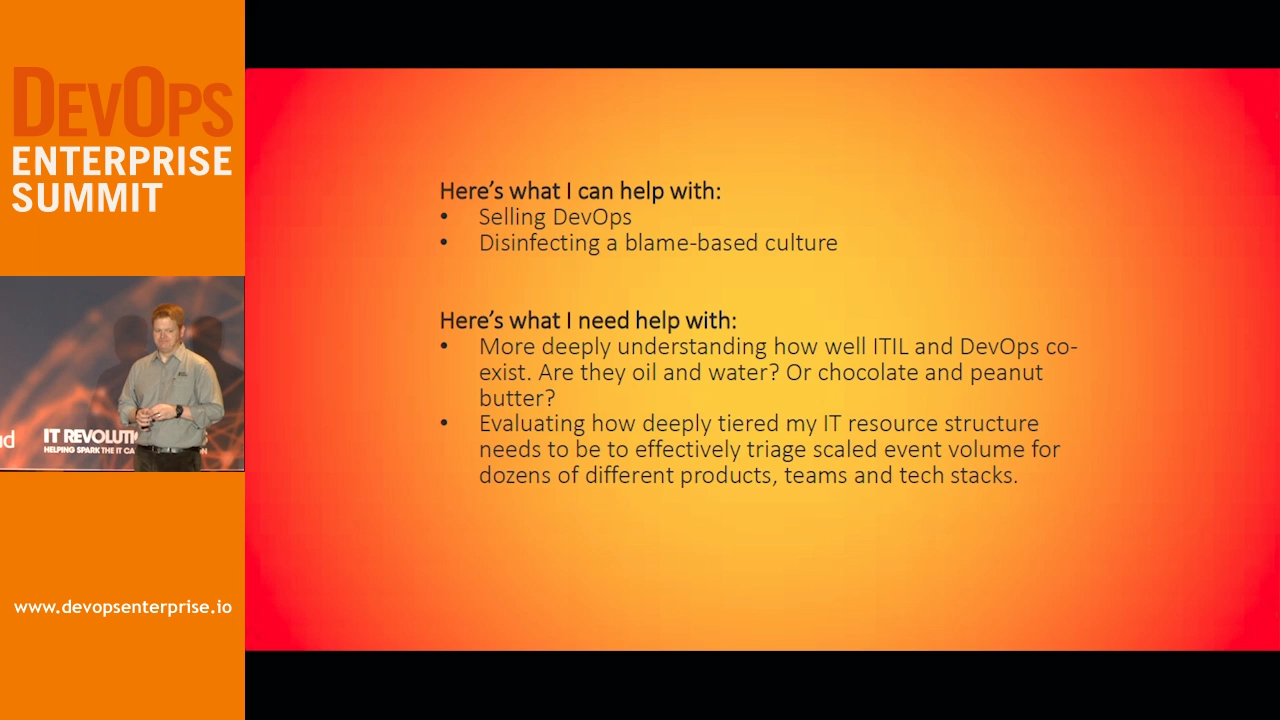 DEVOPS
ENTERPRISE
SUMMIT
IT REVOLUTI
HELPING SPARK THE IT
www.devopsenterprise.io
Here's what I can help with:
• Selling DevOps
• Disinfecting a blame-based culture
Here's what I need help with:
• More deeply understanding how well ITIL and DevOps co-
exist. Are they oil and water? Or chocolate and peanut
butter?
• Evaluating how deeply tiered my IT resource structure
needs to be to effectively triage scaled event volume for
dozens of different products, teams and tech stacks.